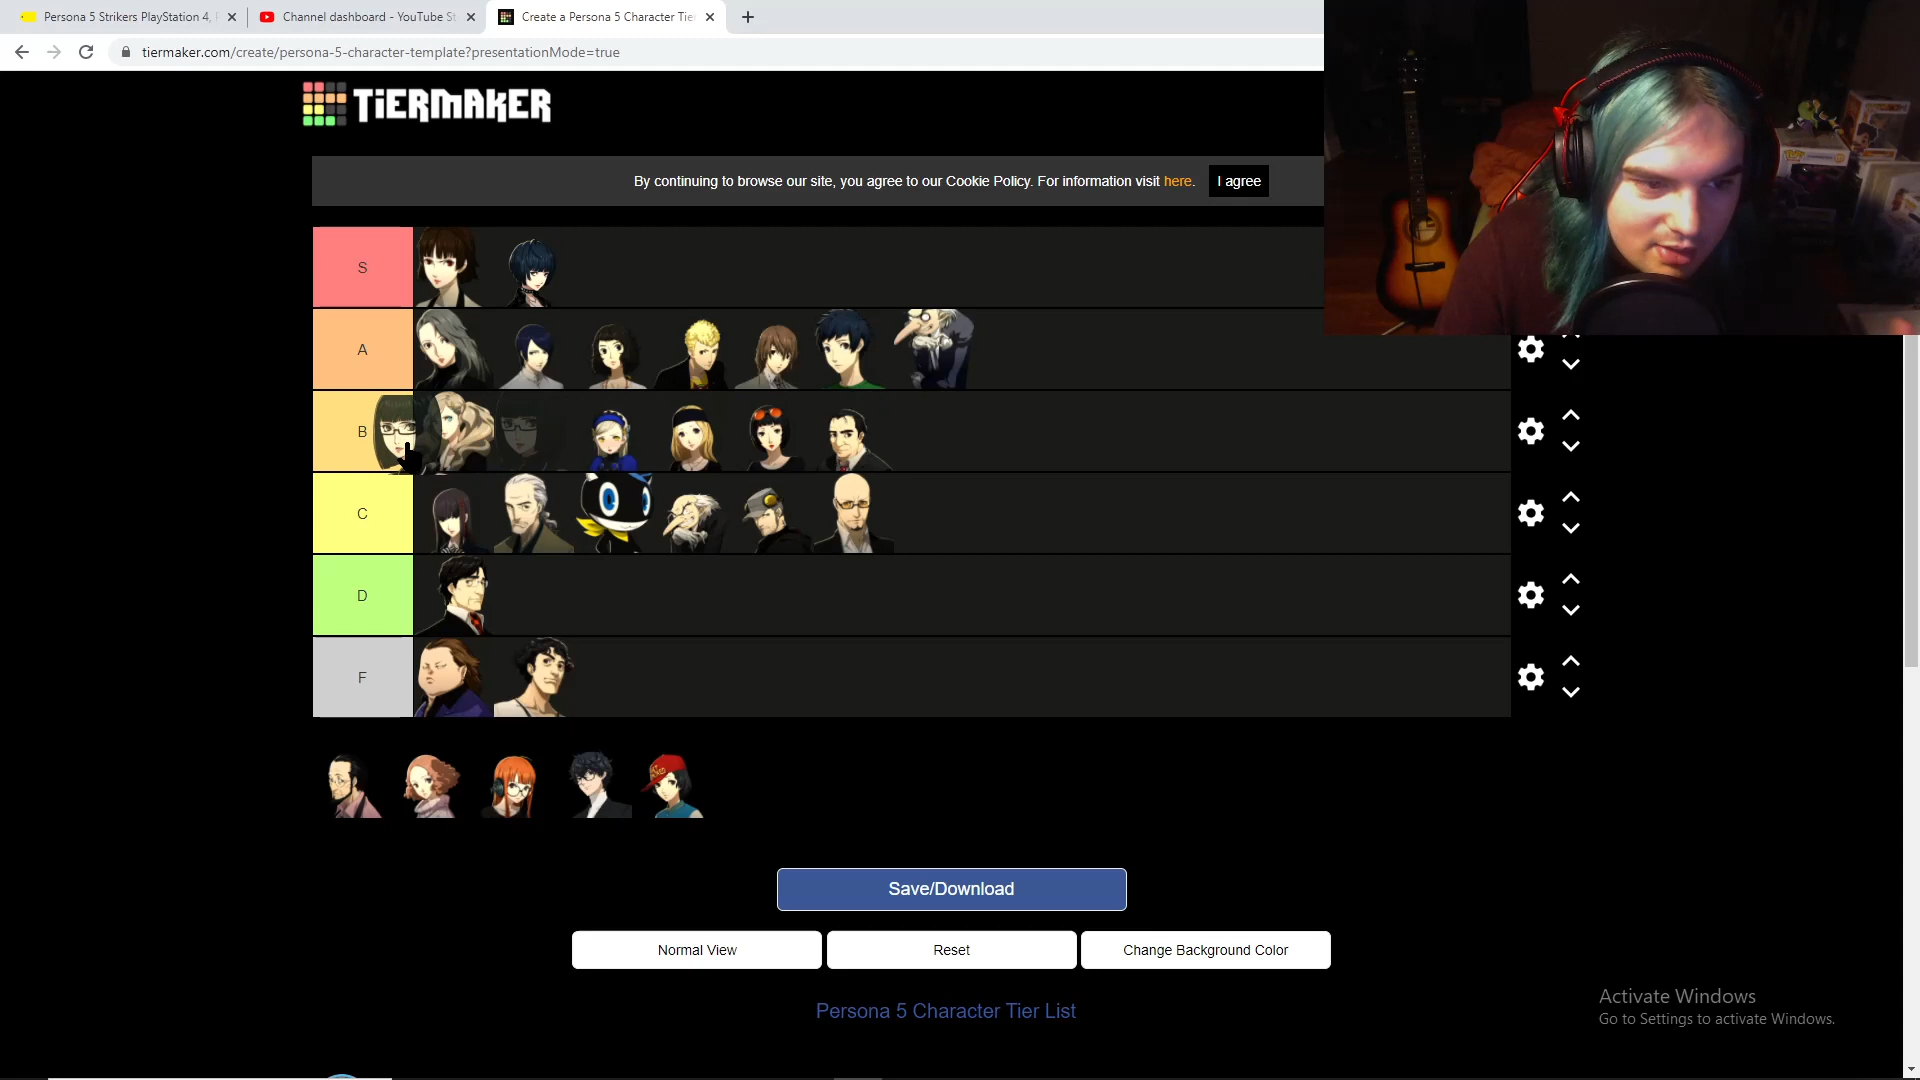 Persona 5 Strikers PlayStation 4,
Channel dashboard - YouTube St
Create a Persona 5 Character Tie
tiermaker.com/create/persona-5-character-template?presentationMode=true
TiERMAKER
By continuing to browse our site, you agree to our Cookie Policy. For information visit here.
I agree
S
A
B
C
D
F
Save/Download
Normal View
Reset
Change Background Color
Persona 5 Character Tier List
Activate Windows
Go to Settings to activate Windows.